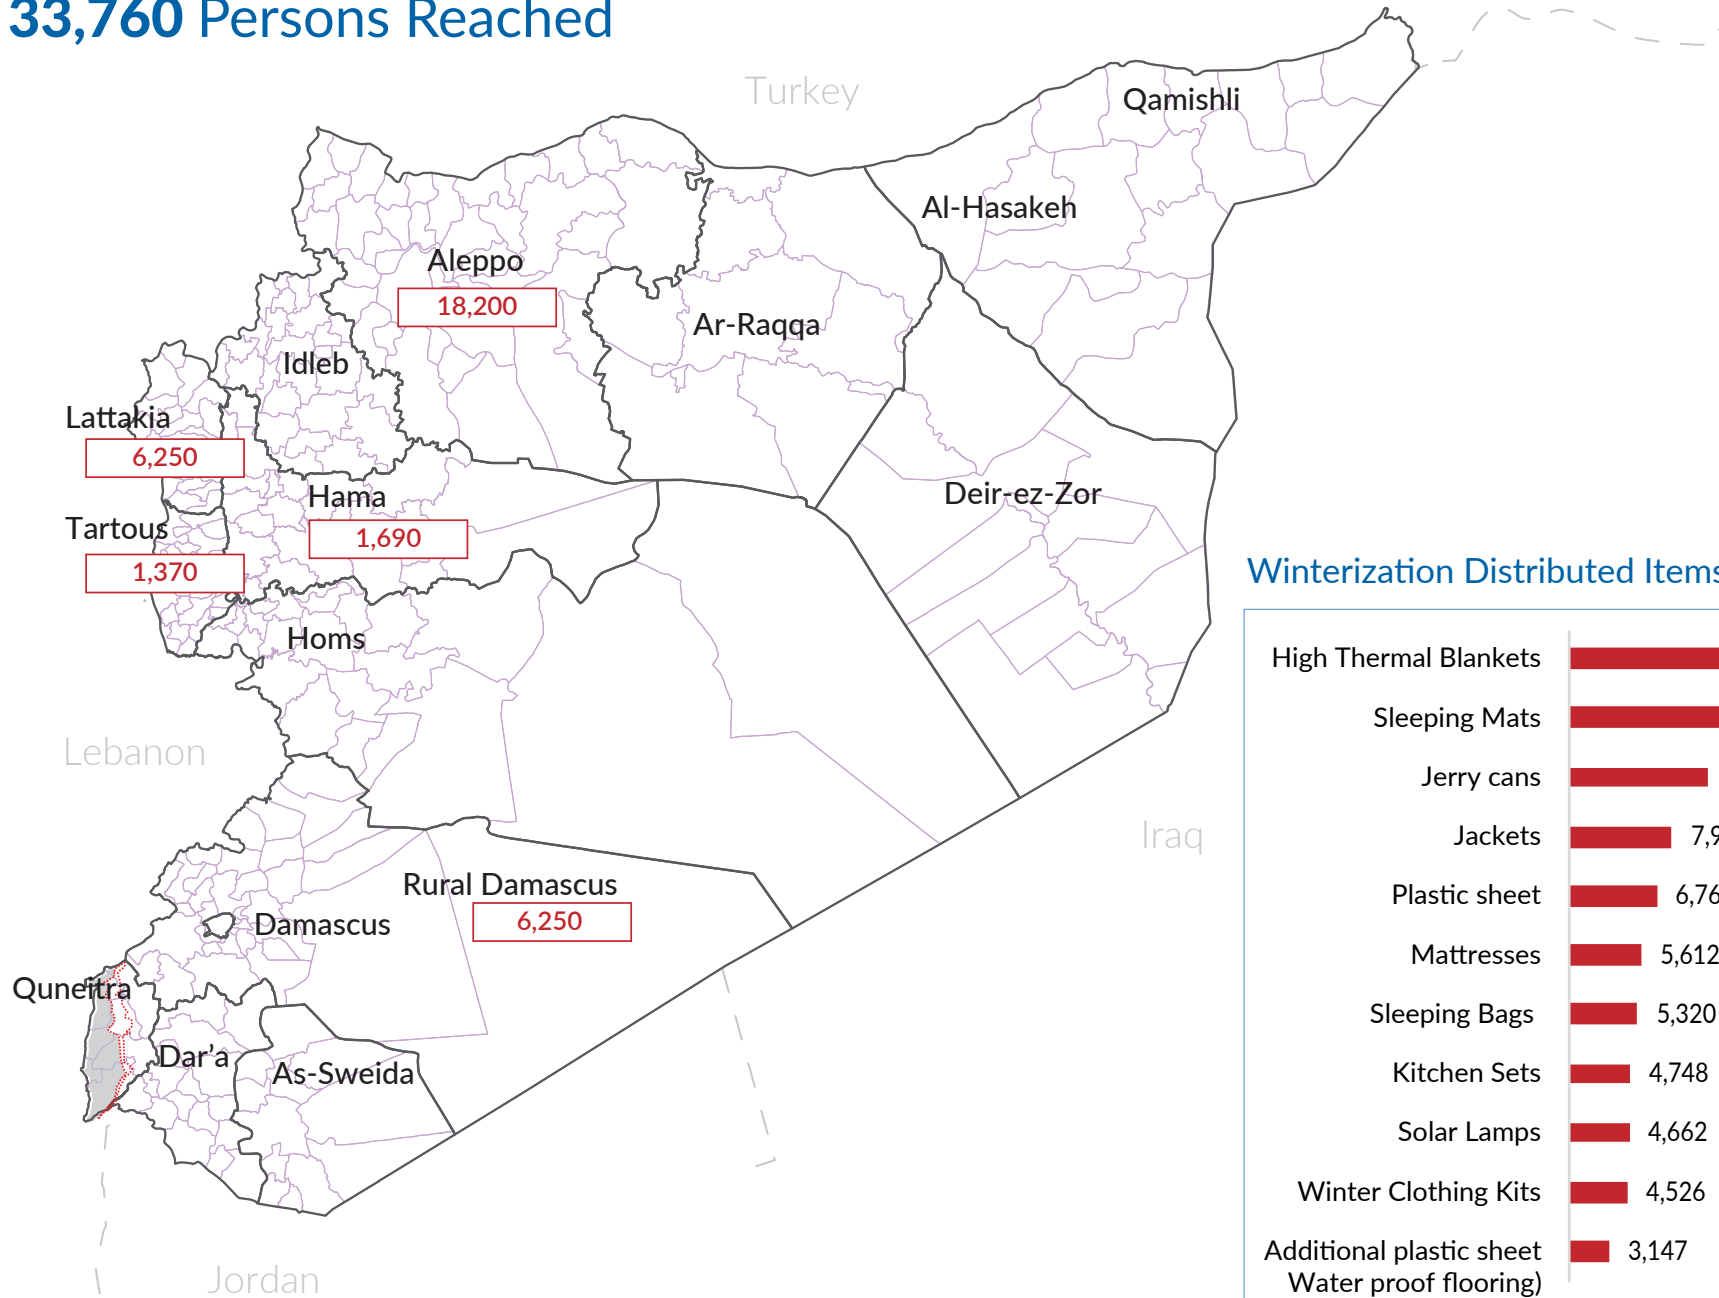 33,760 Persons Reached
Turkey
Qamishli
Al-Hasakeh
Aleppo
18,200
Ar-Raqqa
Idleb
Lattakia
6,250
Hama
1,690
Deir-ez-Zor
Tartous
1,370
Homs
Lebanon
Iraq
Rural Damascus
6,250
Damascus
Quneitra
Dar’a
As-Sweida
Jordan
Winterization Distributed Items
High Thermal Blankets
Sleeping Mats
Jerry cans
Jackets 7,9
Plastic sheet 6,76
Mattresses 5,612
Sleeping Bags 5,320
Kitchen Sets 4,748
Solar Lamps 4,662
Winter Clothing Kits 4,526
Additional plastic sheet 3,147
Water proof flooring)